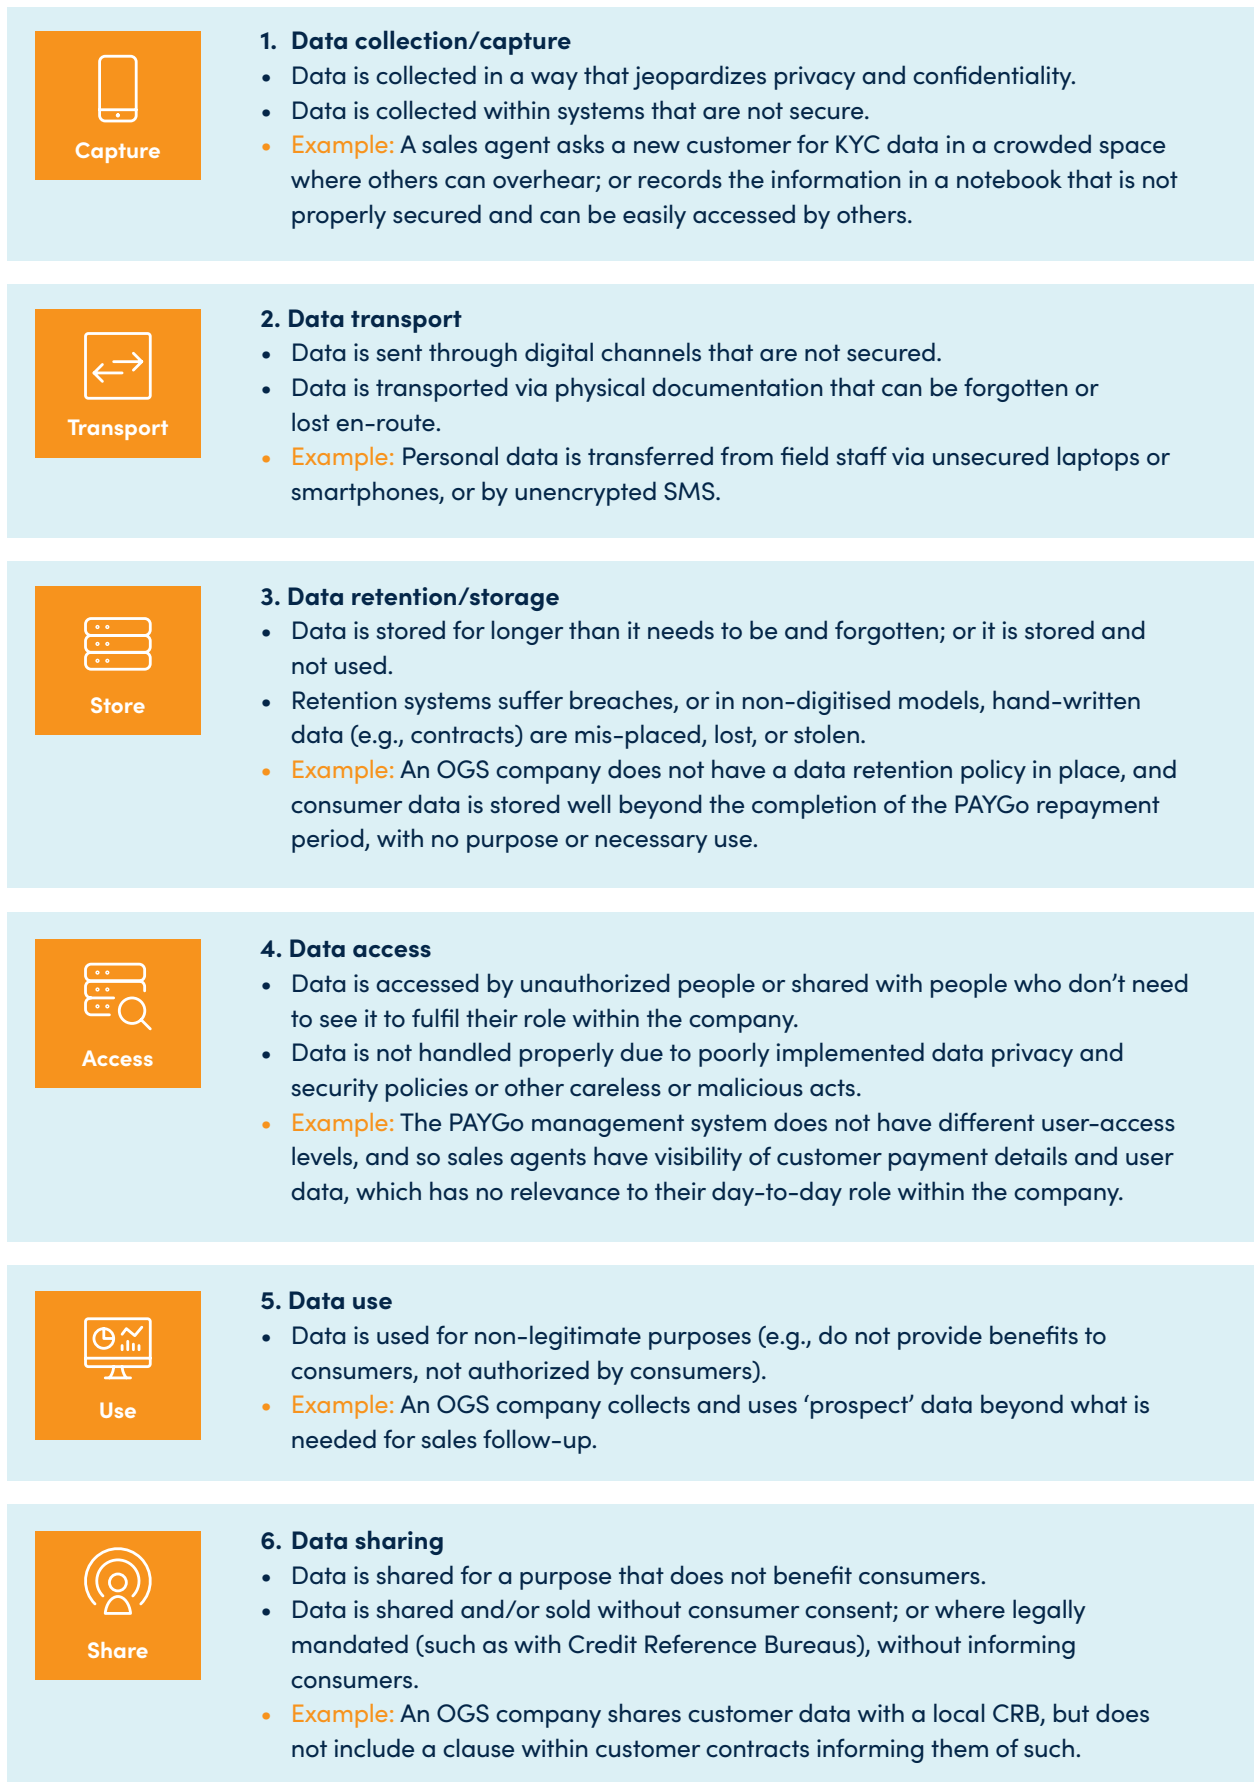 Capture
1. Data collection/capture
• Data is collected in a way that jeopardizes privacy and confidentiality.
• Data is collected within systems that are not secure.
• Example: A sales agent asks a new customer for KYC data in a crowded space
where others can overhear; or records the information in a notebook that is not
properly secured and can be easily accessed by others.
Transport
2. Data transport
• Data is sent through digital channels that are not secured.
• Data is transported via physical documentation that can be forgotten or
lost en-route.
• Example: Personal data is transferred from field staff via unsecured laptops or
smartphones, or by unencrypted SMS.
Store
3. Data retention/storage
• Data is stored for longer than it needs to be and forgotten; or it is stored and
not used.
• Retention systems suffer breaches, or in non-digitised models, hand-written
data (e.g., contracts) are mis-placed, lost, or stolen.
• Example: An OGS company does not have a data retention policy in place, and
consumer data is stored well beyond the completion of the PAYGo repayment
period, with no purpose or necessary use.
Access
4. Data access
• Data is accessed by unauthorized people or shared with people who don’t need
to see it to fulfil their role within the company.
• Data is not handled properly due to poorly implemented data privacy and
security policies or other careless or malicious acts.
• Example: The PAYGo management system does not have different user-access
levels, and so sales agents have visibility of customer payment details and user
data, which has no relevance to their day-to-day role within the company.
Use
5. Data use
• Data is used for non-legitimate purposes (e.g., do not provide benefits to
consumers, not authorized by consumers).
• Example: An OGS company collects and uses ‘prospect’ data beyond what is
needed for sales follow-up.
Share
6. Data sharing
• Data is shared for a purpose that does not benefit consumers.
• Data is shared and/or sold without consumer consent; or where legally
mandated (such as with Credit Reference Bureaus), without informing
consumers.
• Example: An OGS company shares customer data with a local CRB, but does
not include a clause within customer contracts informing them of such.